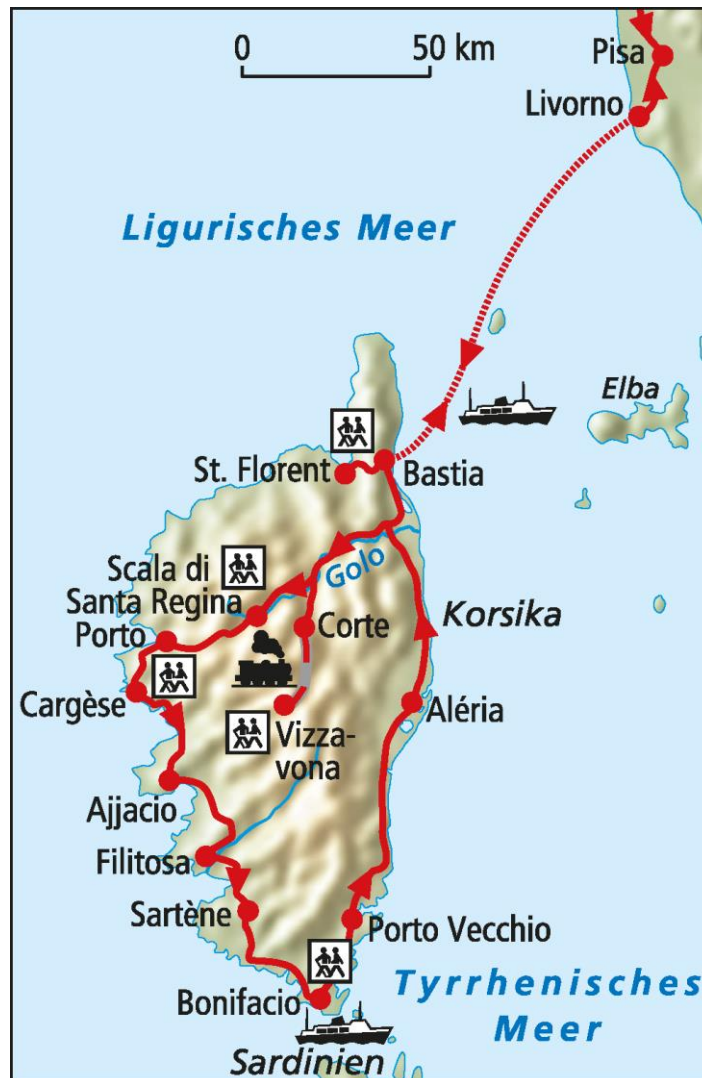 0 50 km
Pisa
Livorno
Ligurisches Meer
Elba
St. Florent
Bastia
Scala di
Santa Regina
Golo
Korsika
Porto
Corte
Cargèse
Aléria
Vizza-
vona
Ajjacio
Filitosa
Sartène
Porto Vecchio
Bonifacio
Tyrrhenisches
Meer
Sardinien